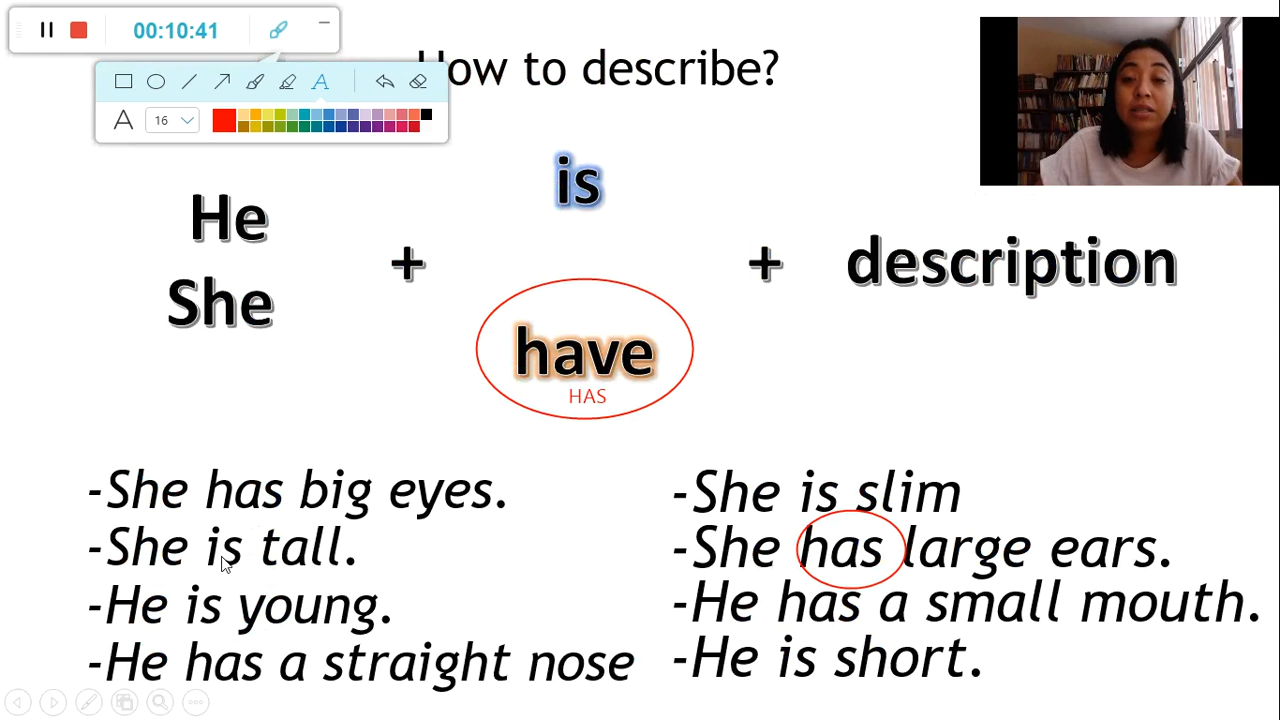 00:10:41
How to describe?
A 16
is
He
She
+
+
description
have
HAS
-She has big eyes.
-She is tall.
-He is young.
-He has a straight nose
-She is slim
-She has large ears.
-He has a small mouth.
-He is short.